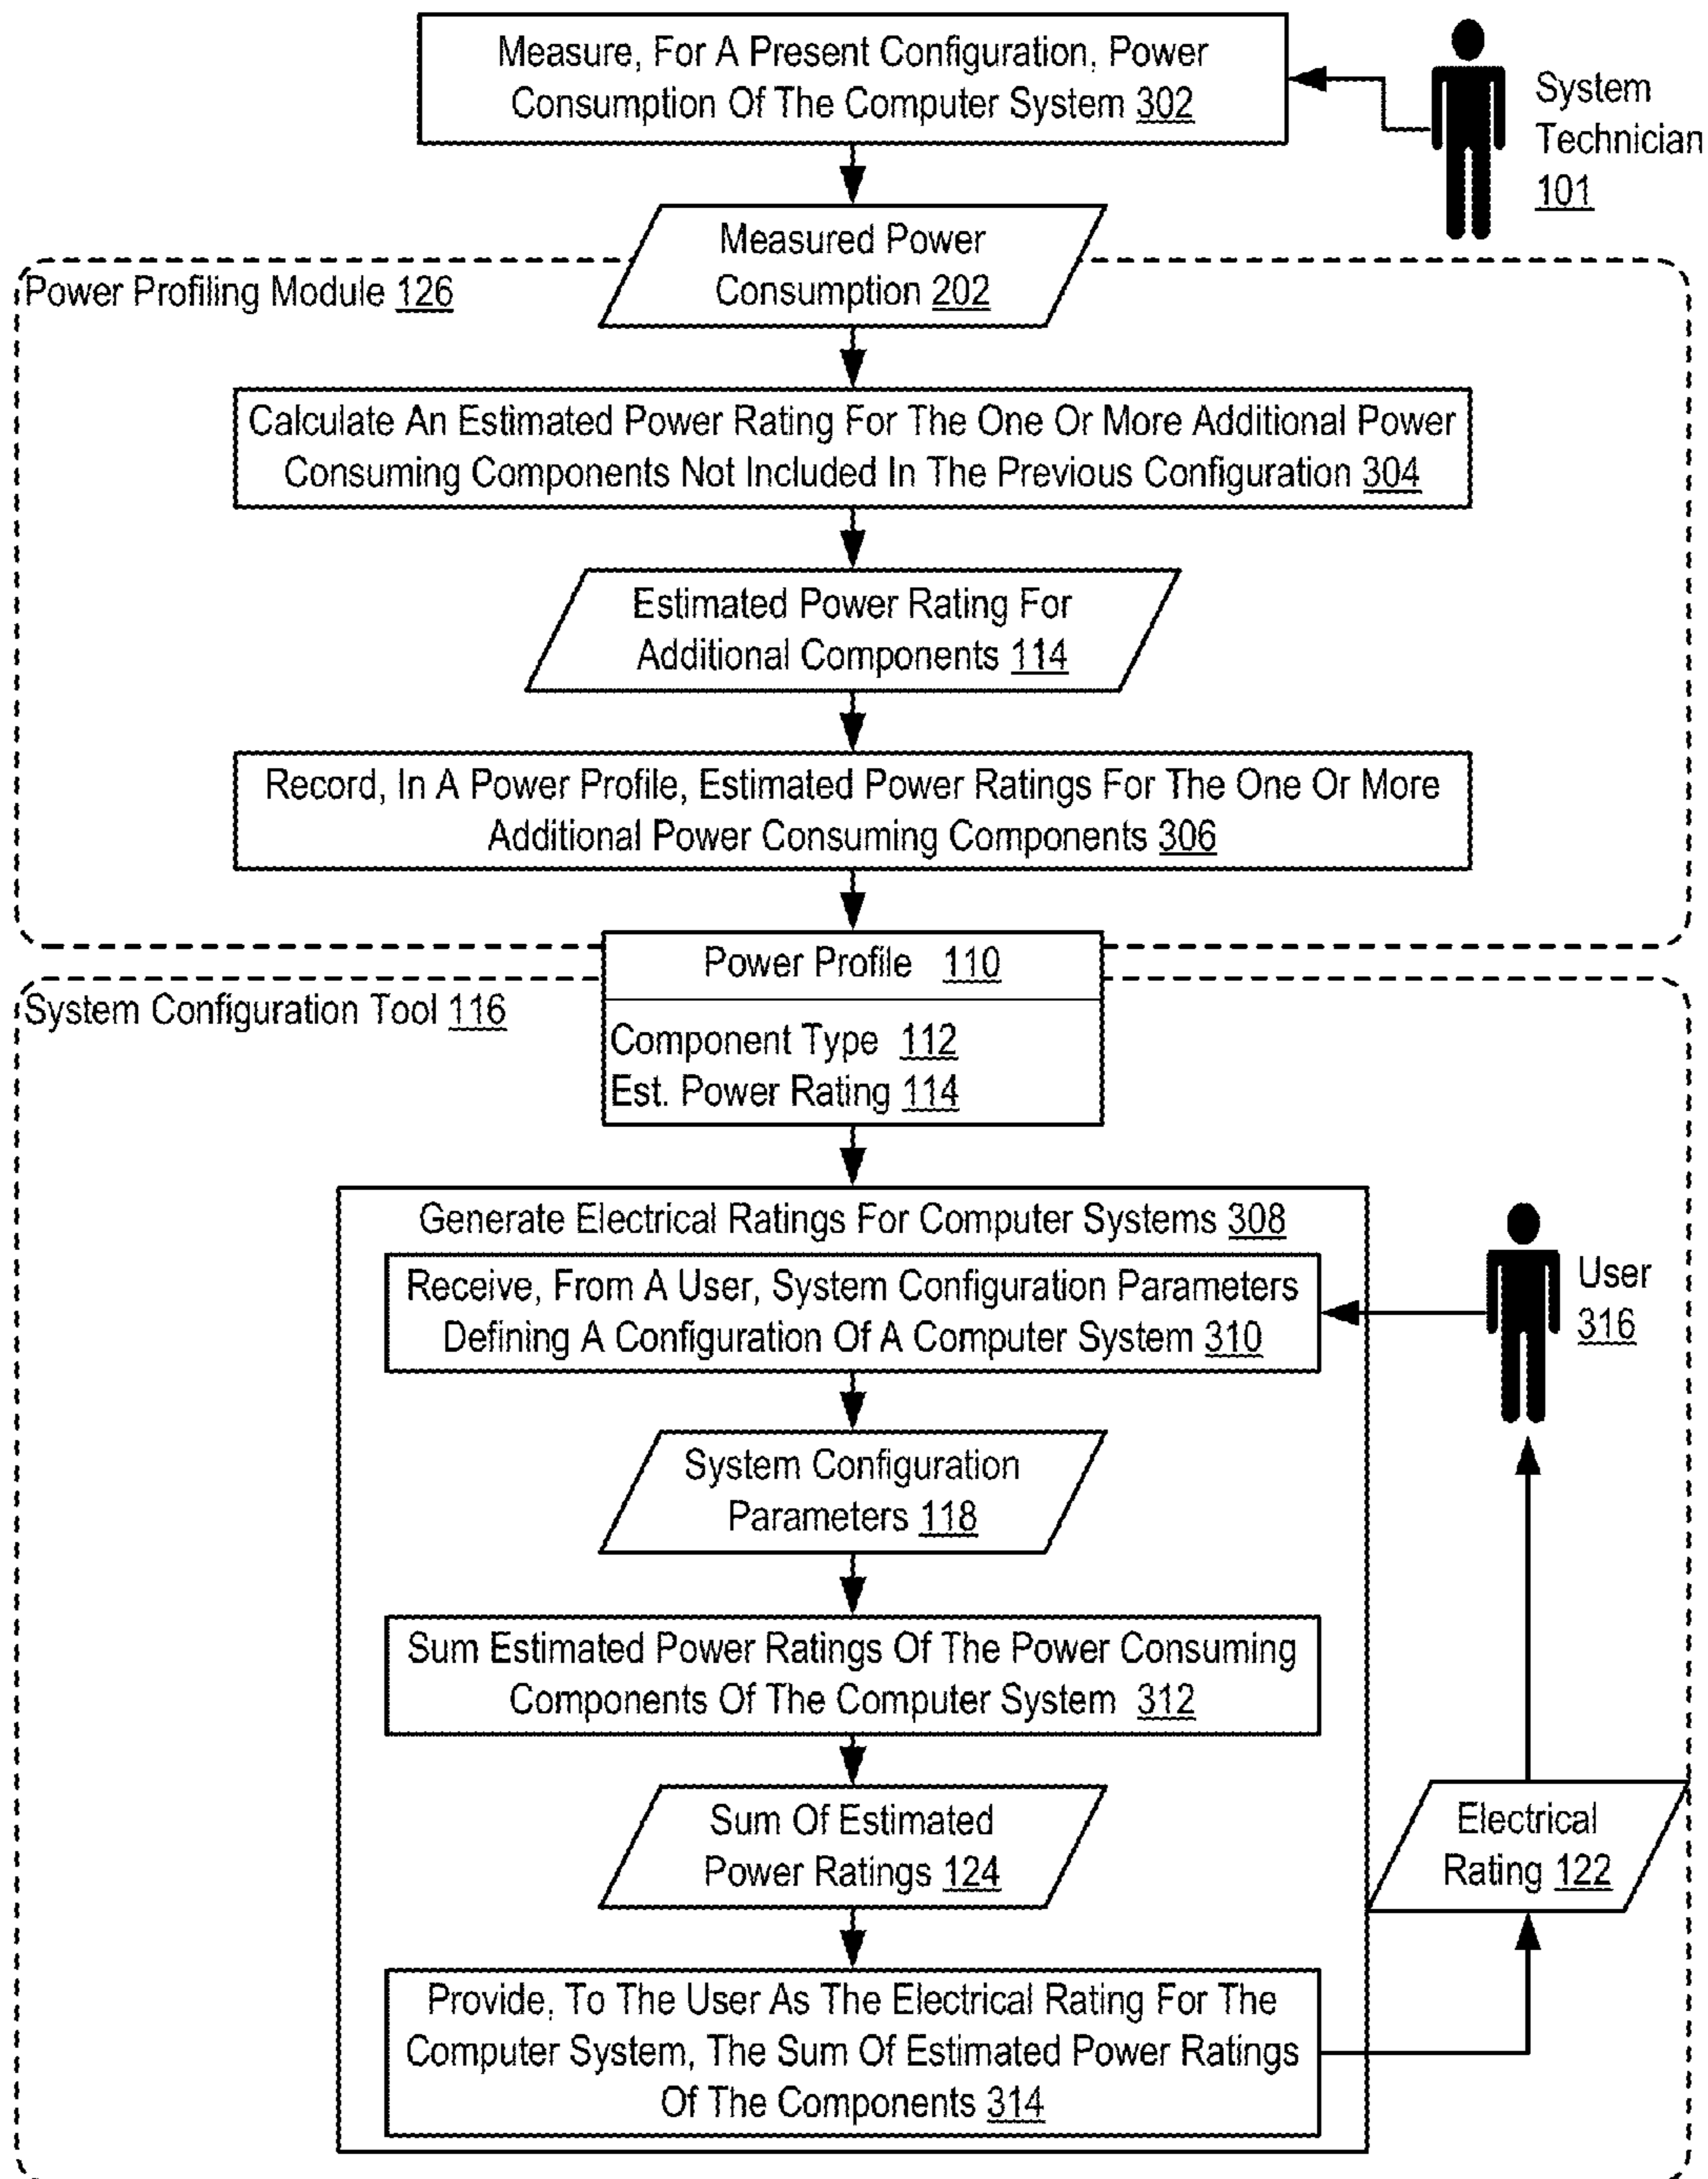 Measure, For A Present Configuration, Power
Consumption Of The Computer System 302
System
Technician
101
Measured Power
Consumption 202
Power Profiling Module 126
Calculate An Estimated Power Rating For The One Or More Additional Power
Consuming Components Not Included In The Previous Configuration 304
Estimated Power Rating For
Additional Components 114
Record, In A Power Profile, Estimated Power Ratings For The One Or More
Additional Power Consuming Components 306
Power Profile 110
System Configuration Tool 116
Component Type 112
Est. Power Rating 114
Generate Electrical Ratings For Computer Systems 308
Receive, From A User, System Configuration Parameters
Defining A Configuration Of A Computer System 310
User
316
System Configuration
Parameters 118
Sum Estimated Power Ratings Of The Power Consuming
Components Of The Computer System 312
Sum Of Estimated
Power Ratings 124
Electrical
Rating 122
Provide, To The User As The Electrical Rating For The
Computer System, The Sum Of Estimated Power Ratings
Of The Components 314